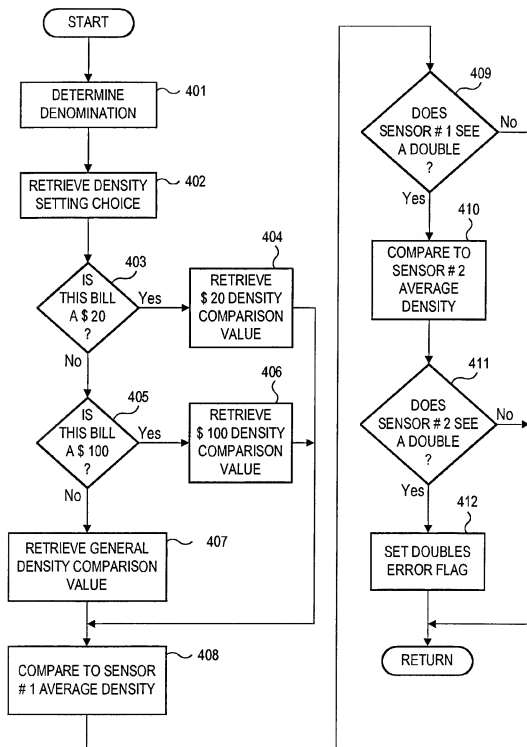 START
DETERMINE
DENOMINATION
401
RETRIEVE DENSITY
SETTING CHOICE
402
403
IS
THIS BILL
A $ 20
?
Yes
No
404
RETRIEVE
$ 20 DENSITY
COMPARISON
VALUE
405
IS
THIS BILL
A $ 100
?
Yes
No
406
RETRIEVE
$ 100 DENSITY
COMPARISON
VALUE
RETRIEVE GENERAL
DENSITY COMPARISON
VALUE
407
408
COMPARE TO SENSOR
# 1 AVERAGE DENSITY
409
DOES
SENSOR # 1 SEE
A DOUBLE
?
No
Yes
410
COMPARE TO
SENSOR # 2
AVERAGE
DENSITY
411
DOES
SENSOR # 2 SEE
A DOUBLE
?
No
Yes
412
SET DOUBLES
ERROR FLAG
RETURN